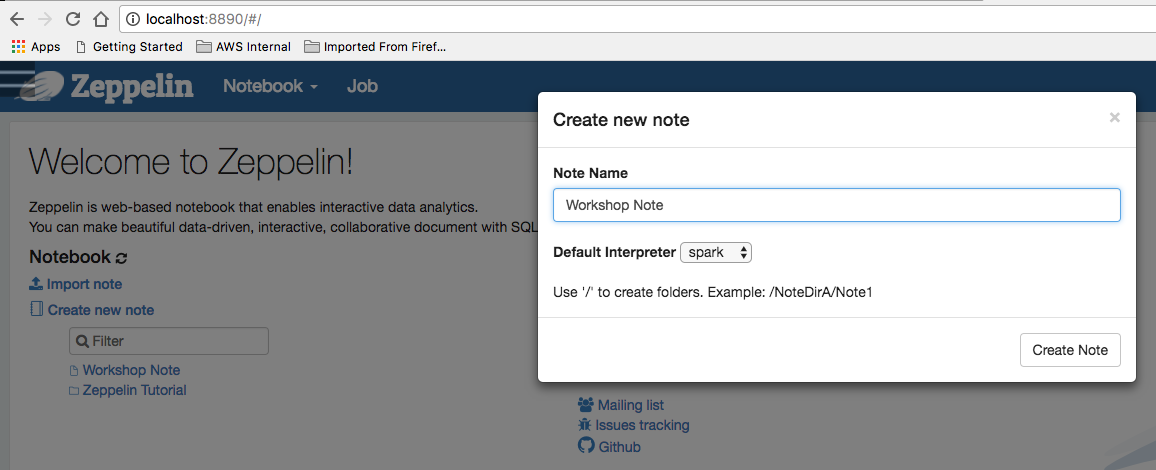 localhost:8890/#/
Apps Getting Started AWS Internal Imported From Firef...
Zeppelin Notebook Job
Welcome to Zeppelin!
Zeppelin is web-based notebook that enables interactive data analytics.
You can make beautiful data-driven, interactive, collaborative document with SQL
Notebook
Import note
Create new note
Filter
Workshop Note
Zeppelin Tutorial
Create new note ×
Note Name
Workshop Note
Default Interpreter spark
Use '/' to create folders. Example: /NoteDirA/Note1
Create Note
Mailing list
Issues tracking
Github